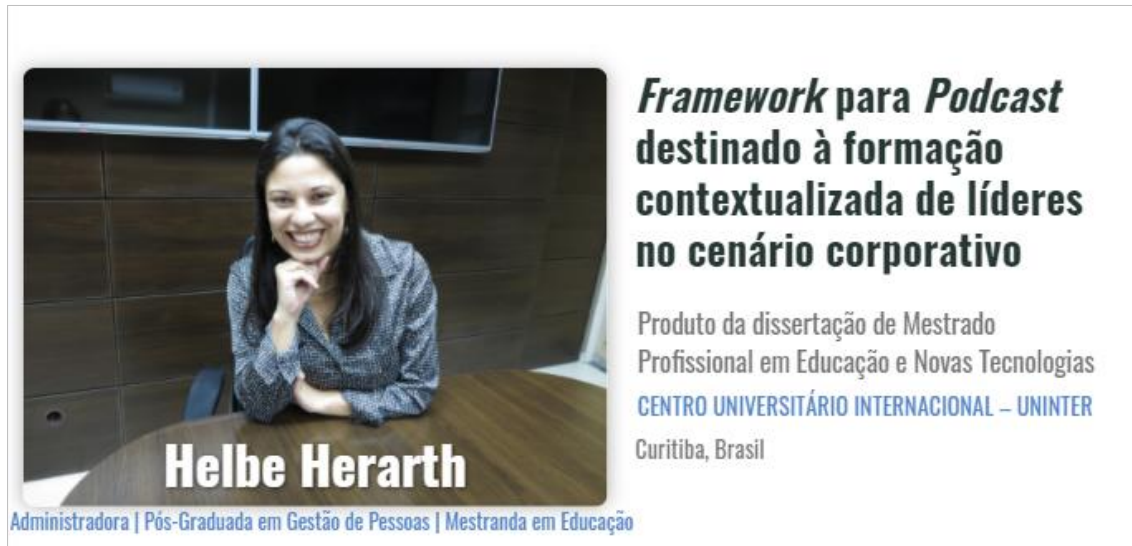 Framework para Podcast
destinado à formação
contextualizada de líderes
no cenário corporativo
Produto da dissertação de Mestrado
Profissional em Educação e Novas Tecnologias
CENTRO UNIVERSITÁRIO INTERNACIONAL – UNINTER
Curitiba, Brasil
Helbe Herarth
Administradora | Pós-Graduada em Gestão de Pessoas | Mestranda em Educação